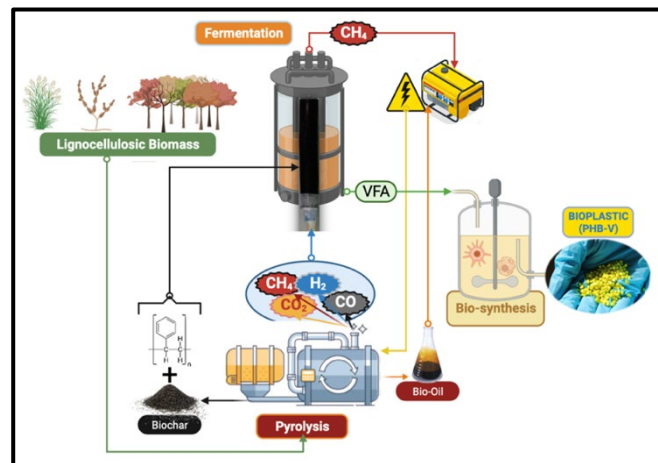 Fermentation
CH₄
Lignocellulosic Biomass
VFA
BIOPLASTIC
(PHB-V)
CH₄
H₂
CO₂
CO
Bio-synthesis
H
H
C
C
H
H
n
+
Biochar
Pyrolysis
Bio-Oil